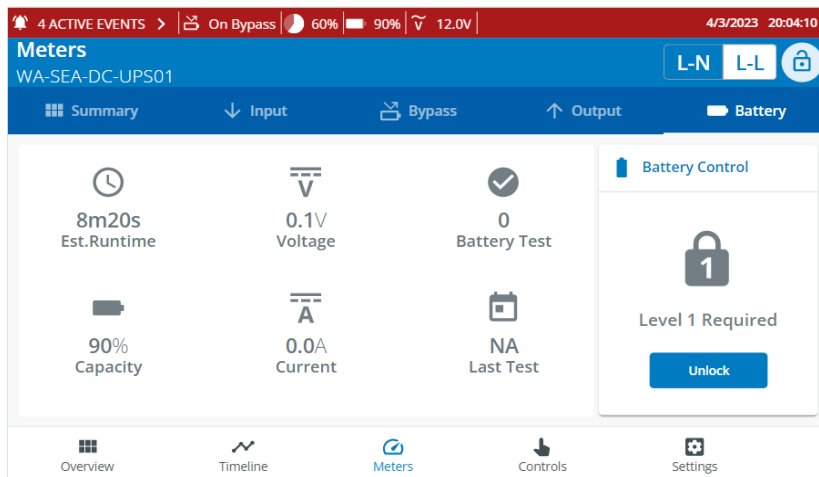 4 ACTIVE EVENTS > On Bypass 60% 90% V 12.0V 4/3/2023 20:04:10
Meters
WA-SEA-DC-UPS01
L-N L-L
Summary Input Bypass Output Battery
Battery Control
V
8m20s 0.1V 0
Est.Runtime Voltage Battery Test
1
Level 1 Required
A
90% 0.0A NA
Capacity Current Last Test
Unlock
Overview Timeline Meters Controls Settings